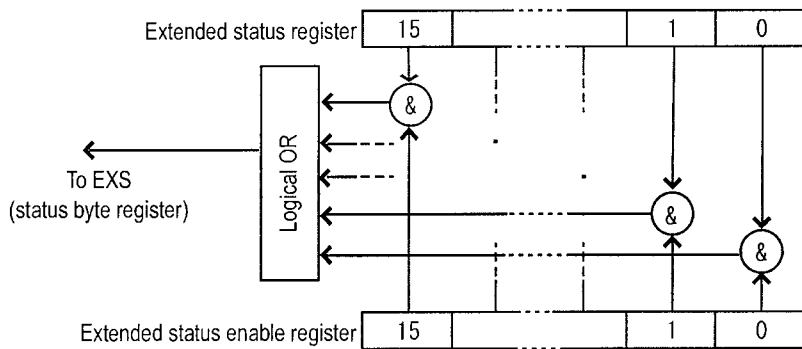 Extended status register 15 1 0
&
Logical OR
To EXS
(status byte register)
&
&
Extended status enable register 15 1 0